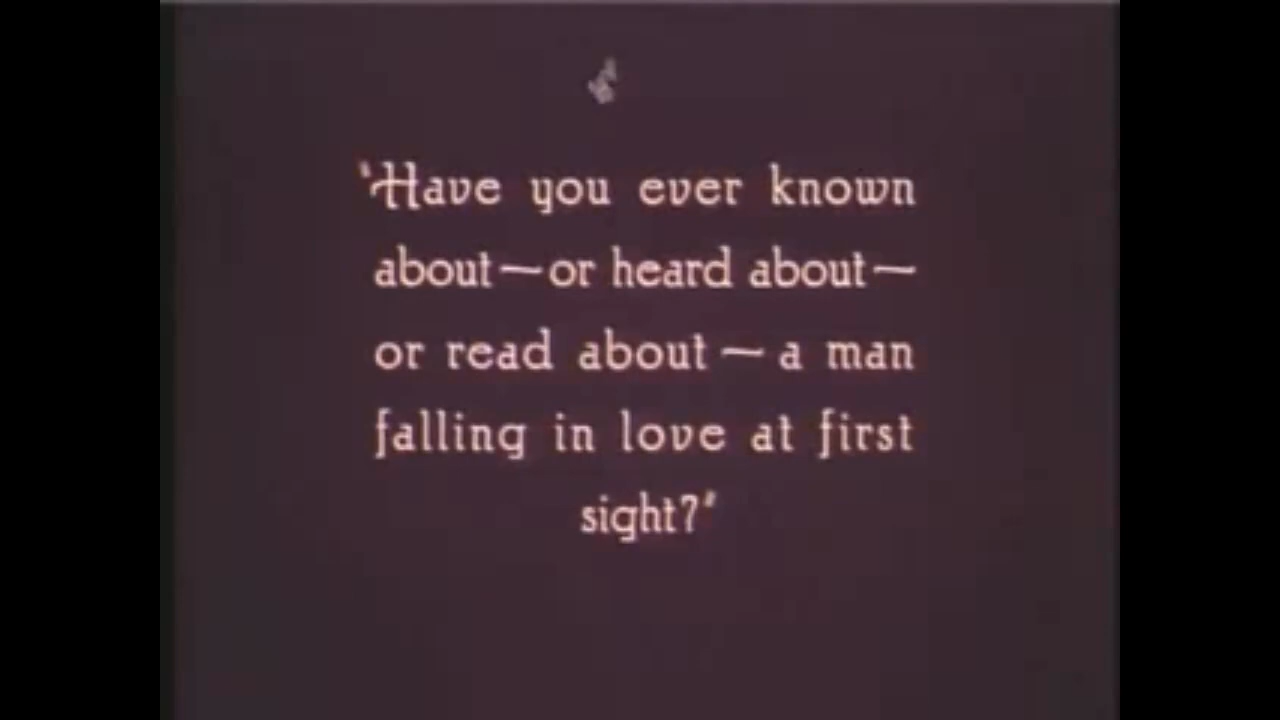 'Have you ever known
about—or heard about—
or read about—a man
falling in love at first
sight?'